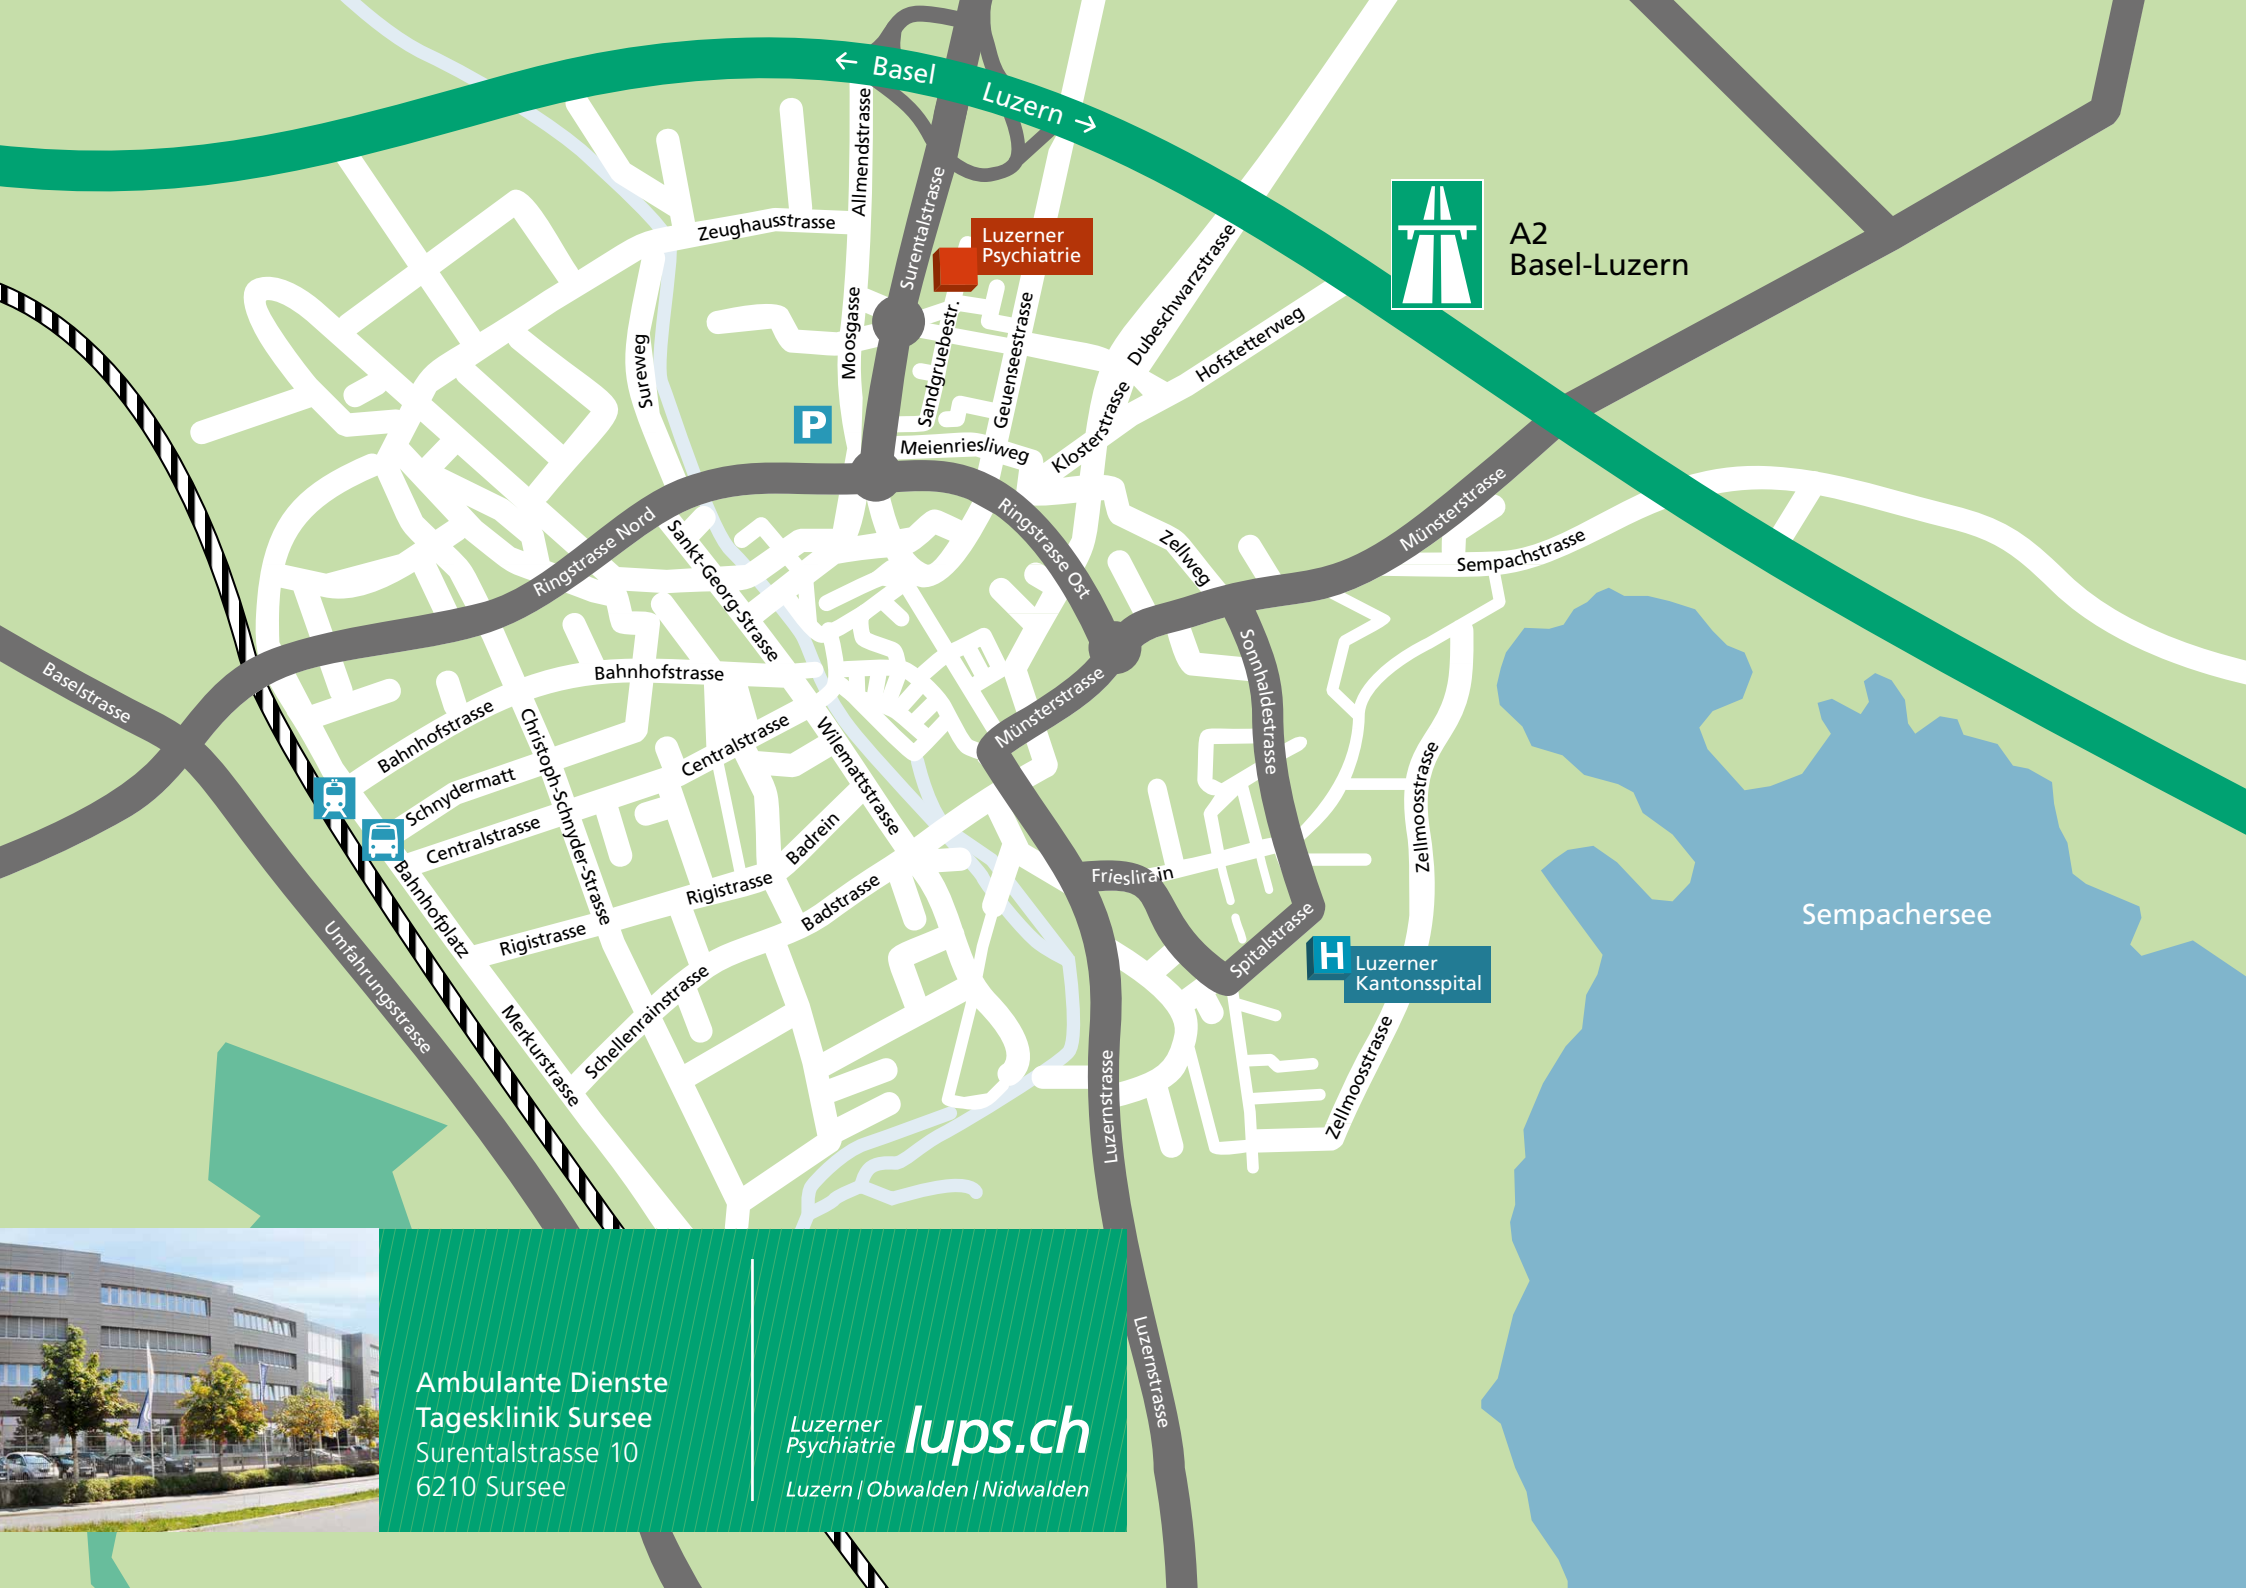 ← Basel
Luzern →
A2
Basel-Luzern
Allmendstrasse
Surentalstrasse
Zeughausstrasse
Luzerner
Psychiatrie
Dubeschwarzstrasse
Hofstetterweg
Moosgasse
Sandgruebestr.
Geuenseestrasse
Sureweg
P
Klosterstrasse
Meienriesliweg
Ringstrasse Nord
Ringstrasse Ost
Sankt-Georg-Strasse
Zellweg
Münsterstrasse
Sempachstrasse
Baselstrasse
Bahnhofstrasse
Bahnhofstrasse
Münsterstrasse
Sonnhaldestrasse
Christoph-Schnyder-Strasse
Centralstrasse
Wilemattstrasse
Schnydermatt
Centralstrasse
Zellmoosstrasse
Badrein
Bahnhofplatz
Rigistrasse
Badstrasse
Frieslirain
Rigistrasse
Spitalstrasse
Sempachersee
H
Luzerner
Kantonsspital
Umfahrungsstrasse
Schellenrainstrasse
Merkurstrasse
Luzernstrasse
Zellmoosstrasse
Luzernstrasse
Ambulante Dienste
Tagesklinik Sursee
Surentalstrasse 10
6210 Sursee
Luzerner
Psychiatrie lups.ch
Luzern | Obwalden | Nidwalden